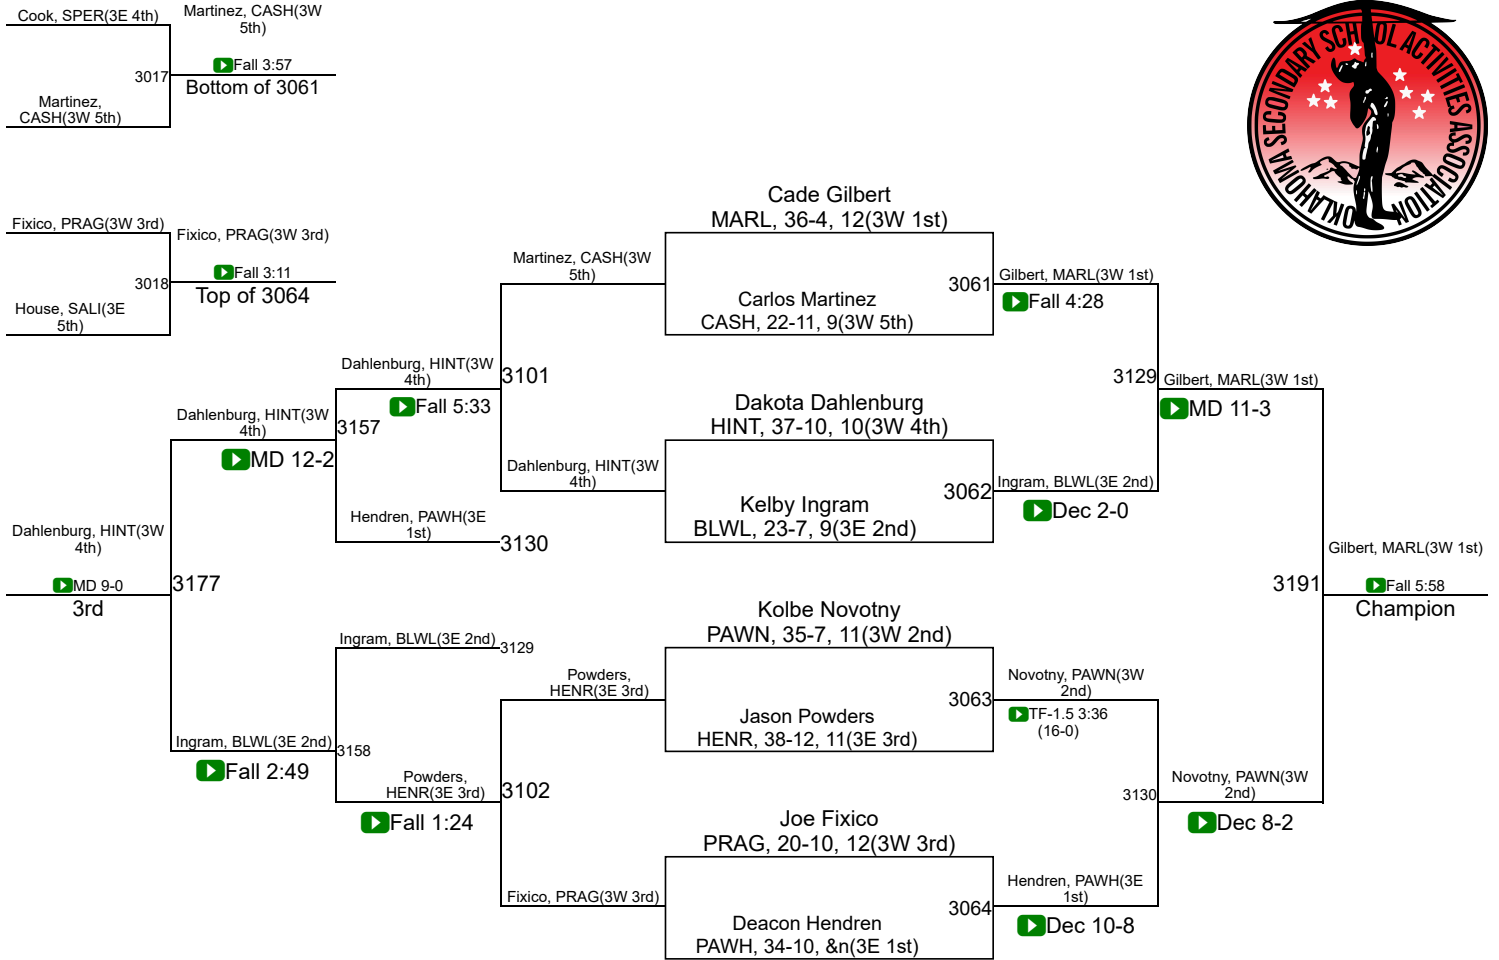 Cook, SPER(3E 4th)
Martinez, CASH(3W
5th)
3017
Fall 3:57
Bottom of 3061
Martinez,
CASH(3W 5th)
OKLAHOMA SECONDARY SCHOOL ACTIVITIES ASSOCIATION
Fixico, PRAG(3W 3rd)
Fixico, PRAG(3W 3rd)
3018
Fall 3:11
Top of 3064
House, SALI(3E
5th)
Cade Gilbert
MARL, 36-4, 12(3W 1st)
Martinez, CASH(3W
5th)
3061
Gilbert, MARL(3W 1st)
Carlos Martinez
CASH, 22-11, 9(3W 5th)
Fall 4:28
Dahlenburg, HINT(3W
4th)
3101
Fall 5:33
3129
Gilbert, MARL(3W 1st)
MD 11-3
Dakota Dahlenburg
HINT, 37-10, 10(3W 4th)
Dahlenburg, HINT(3W
4th)
3157
MD 12-2
Dahlenburg, HINT(3W
4th)
3062
Ingram, BLWL(3E 2nd)
Kelby Ingram
BLWL, 23-7, 9(3E 2nd)
Dec 2-0
Hendren, PAWH(3E
1st)
3130
Dahlenburg, HINT(3W
4th)
MD 9-0
3rd
3177
Gilbert, MARL(3W 1st)
3191
Fall 5:58
Champion
Kolbe Novotny
PAWN, 35-7, 11(3W 2nd)
Ingram, BLWL(3E 2nd)
3129
Powders,
HENR(3E 3rd)
3063
Novotny, PAWN(3W
2nd)
Jason Powders
HENR, 38-12, 11(3E 3rd)
TF-1.5 3:36
(16-0)
Ingram, BLWL(3E 2nd)
3158
Fall 2:49
Powders,
HENR(3E 3rd)
3102
Fall 1:24
3130
Novotny, PAWN(3W
2nd)
Dec 8-2
Joe Fixico
PRAG, 20-10, 12(3W 3rd)
Fixico, PRAG(3W 3rd)
3064
Hendren, PAWH(3E
1st)
Deacon Hendren
PAWH, 34-10, &n(3E 1st)
Dec 10-8